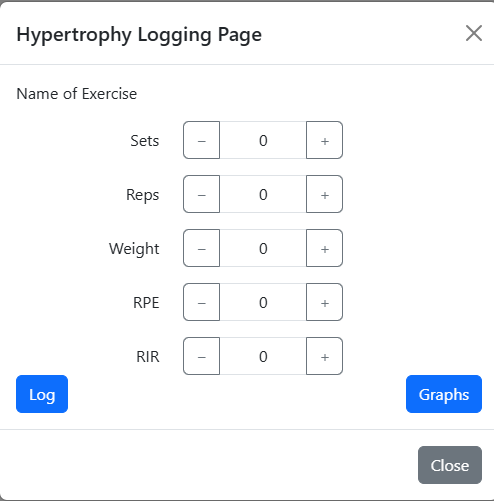 Hypertrophy Logging Page
Name of Exercise
Sets − 0 +
Reps − 0 +
Weight − 0 +
RPE − 0 +
RIR − 0 +
Log Graphs
Close